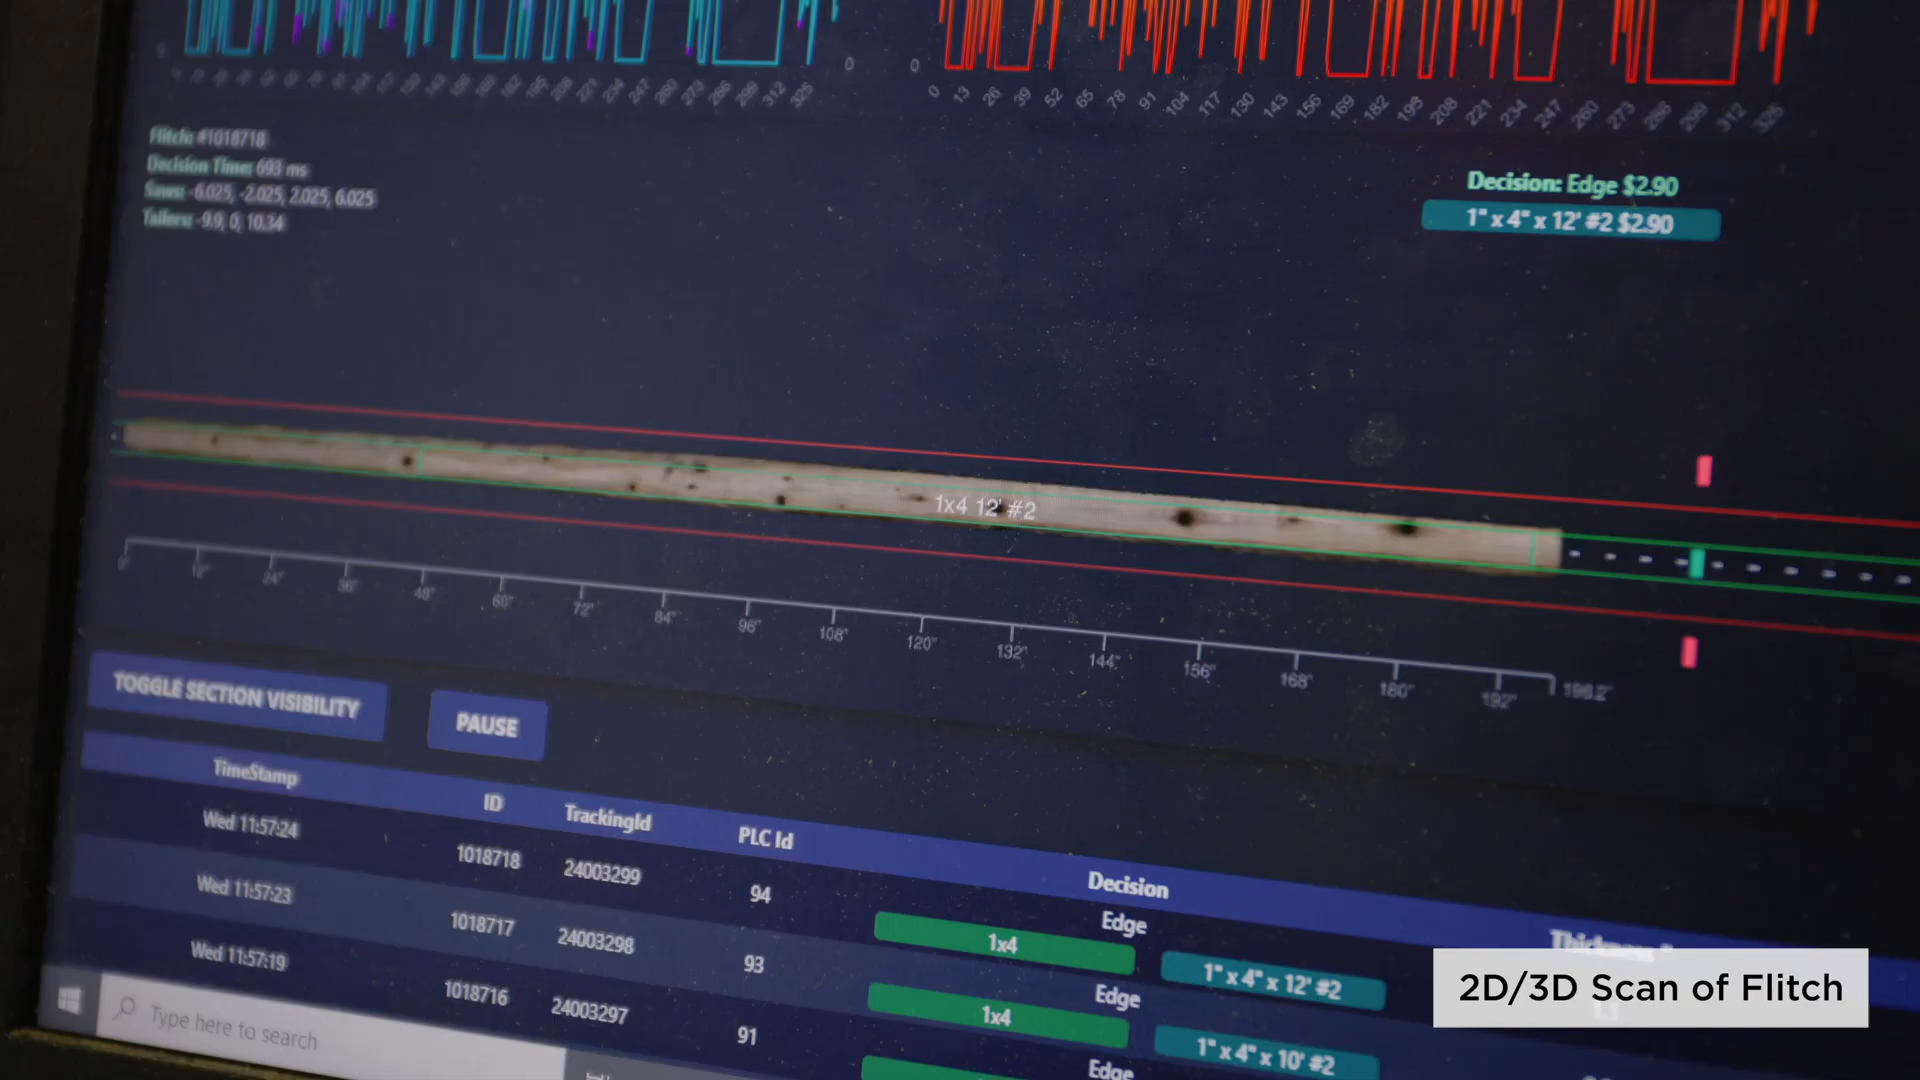 0
0
0 13 26 39 52 65 78 91 104 117 130 143 156 169 182 195 208 221 234 247 260 273 286 299 312 325
Flitch: #1018718
Decision Time: 693 ms
Saws: -6.025, -2.025, 2.025, 6.025
Tailers: -9.9, 0, 10.34
Decision: Edge $2.90
1" x 4" x 12' #2 $2.90
1x4 12' #2
0" 12" 24" 36" 48" 60" 72" 84" 96" 108" 120" 132" 144" 156" 168" 180" 192"
TOGGLE SECTION VISIBILITY
PAUSE
TimeStamp ID TrackingId PLC Id Decision Thickness
Wed 11:57:24 1018718 24003299 94 Edge
1x4 1" x 4" x 12' #2
Wed 11:57:23 1018717 24003298 93 Edge
1x4 1" x 4" x 10' #2
Wed 11:57:19 1018716 24003297 91 Edge
Type here to search
2D/3D Scan of Flitch